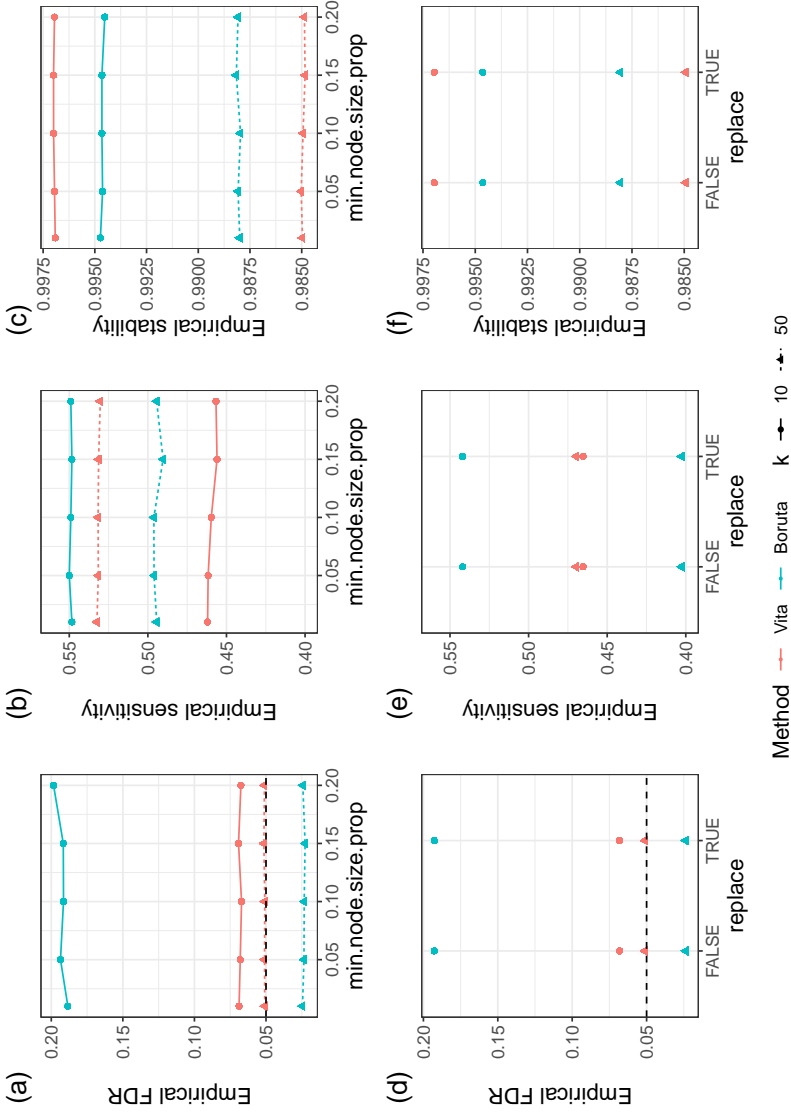 (a)
Empirical FDR
0.20
0.15
0.10
0.05
0.05
0.10
0.15
0.20
min.node.size.prop
(b)
Empirical sensitivity
0.55
0.50
0.45
0.40
0.05
0.10
0.15
0.20
min.node.size.prop
(c)
Empirical stability
0.9975
0.9950
0.9925
0.9900
0.9875
0.9850
0.05
0.10
0.15
0.20
min.node.size.prop
(d)
Empirical FDR
0.20
0.15
0.10
0.05
FALSE
TRUE
replace
(e)
Empirical sensitivity
0.55
0.50
0.45
0.40
FALSE
TRUE
replace
(f)
Empirical stability
0.9975
0.9950
0.9925
0.9900
0.9875
0.9850
FALSE
TRUE
replace
Method Vita Boruta k 10 50